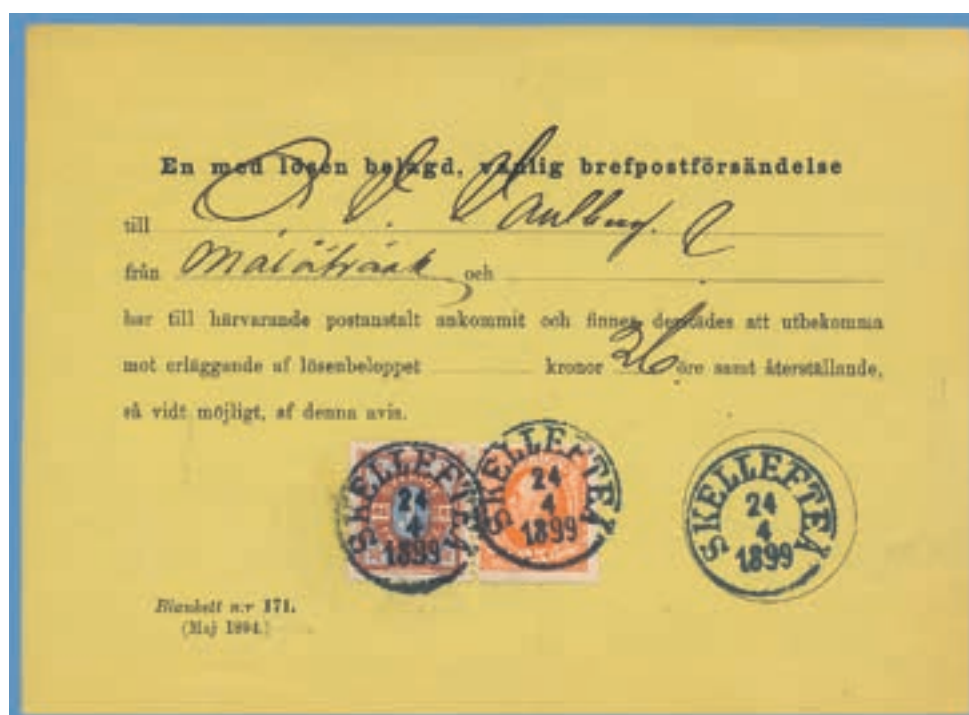 En med lösen belagd, vanlig brefpostförsändelse
till
från Malåträsk och
har till härvarande postanstalt ankommit och finnes derstädes att utbekomma
mot erläggande af lösenbeloppet kronor 26 öre samt återställande,
så vidt möjligt, af denna avis.
SKELLEFTEÅ
24
4
1899
SKELLEFTEÅ
24
4
1899
SKELLEFTEÅ
24
4
1899
Blankett n:r 171.
(Maj 1894.)